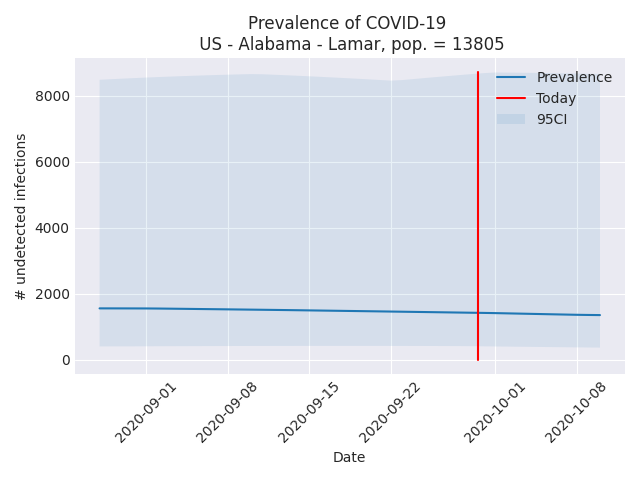 Prevalence of COVID-19
US - Alabama - Lamar, pop. = 13805
Prevalence
Today
95CI
# undetected infections
8000
6000
4000
2000
0
2020-09-01
2020-09-08
2020-09-15
2020-09-22
2020-10-01
2020-10-08
Date